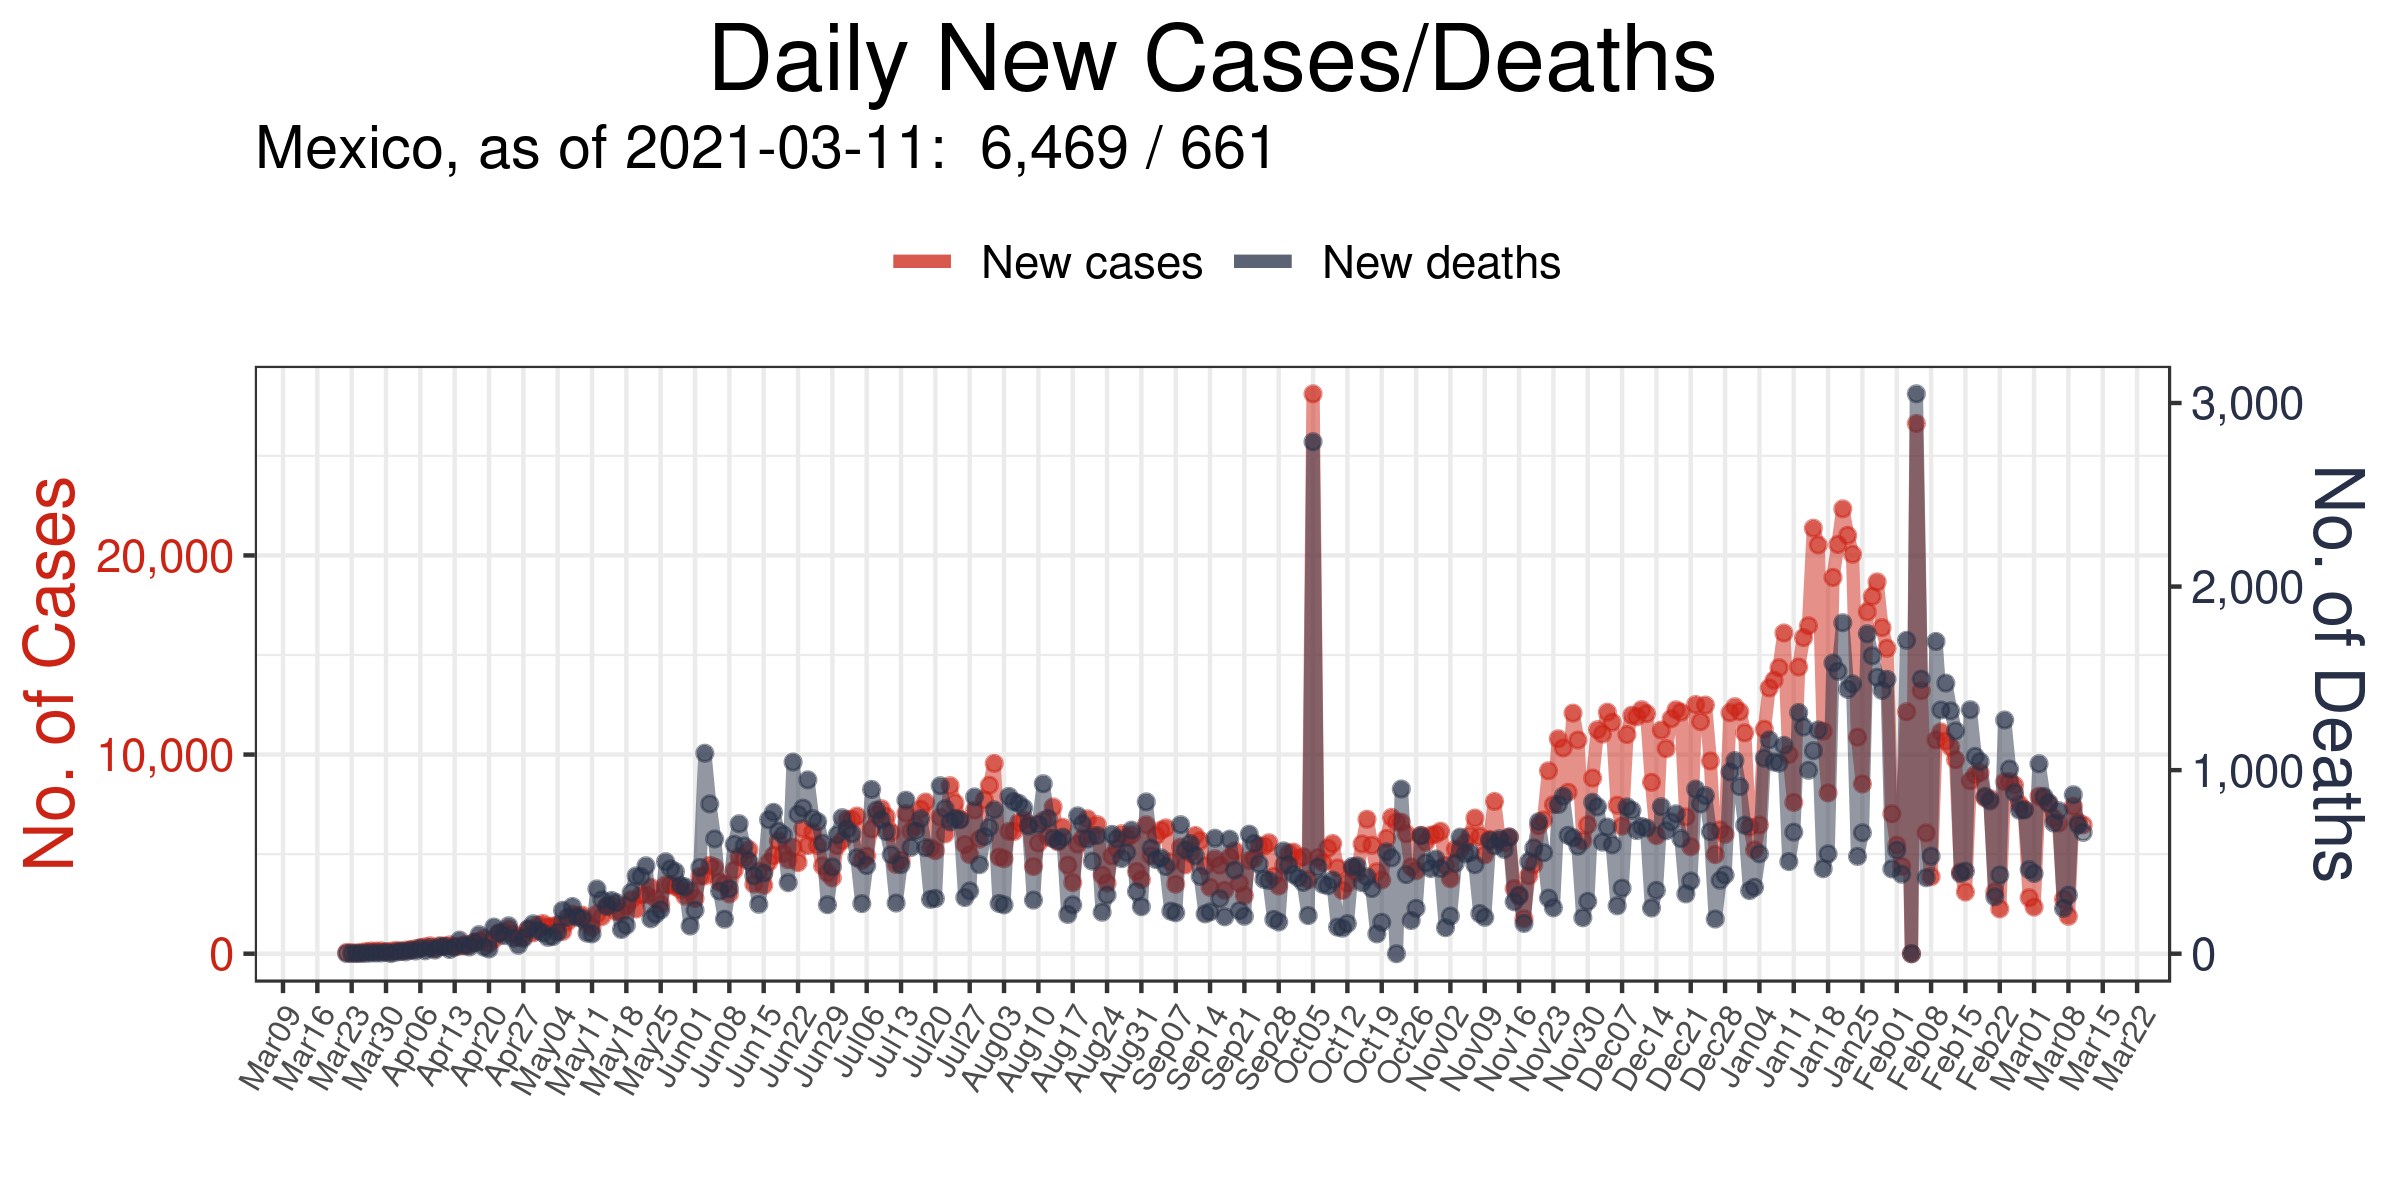 Daily New Cases/Deaths
Mexico, as of 2021-03-11:  6,469 / 661
New cases
New deaths
No. of Cases
20,000
10,000
0
3,000
2,000
1,000
0
No. of Deaths
Mar09
Mar16
Mar23
Mar30
Apr06
Apr13
Apr20
Apr27
May04
May11
May18
May25
Jun01
Jun08
Jun15
Jun22
Jun29
Jul06
Jul13
Jul20
Jul27
Aug03
Aug10
Aug17
Aug24
Aug31
Sep07
Sep14
Sep21
Sep28
Oct05
Oct12
Oct19
Oct26
Nov02
Nov09
Nov16
Nov23
Nov30
Dec07
Dec14
Dec21
Dec28
Jan04
Jan11
Jan18
Jan25
Feb01
Feb08
Feb15
Feb22
Mar01
Mar08
Mar15
Mar22